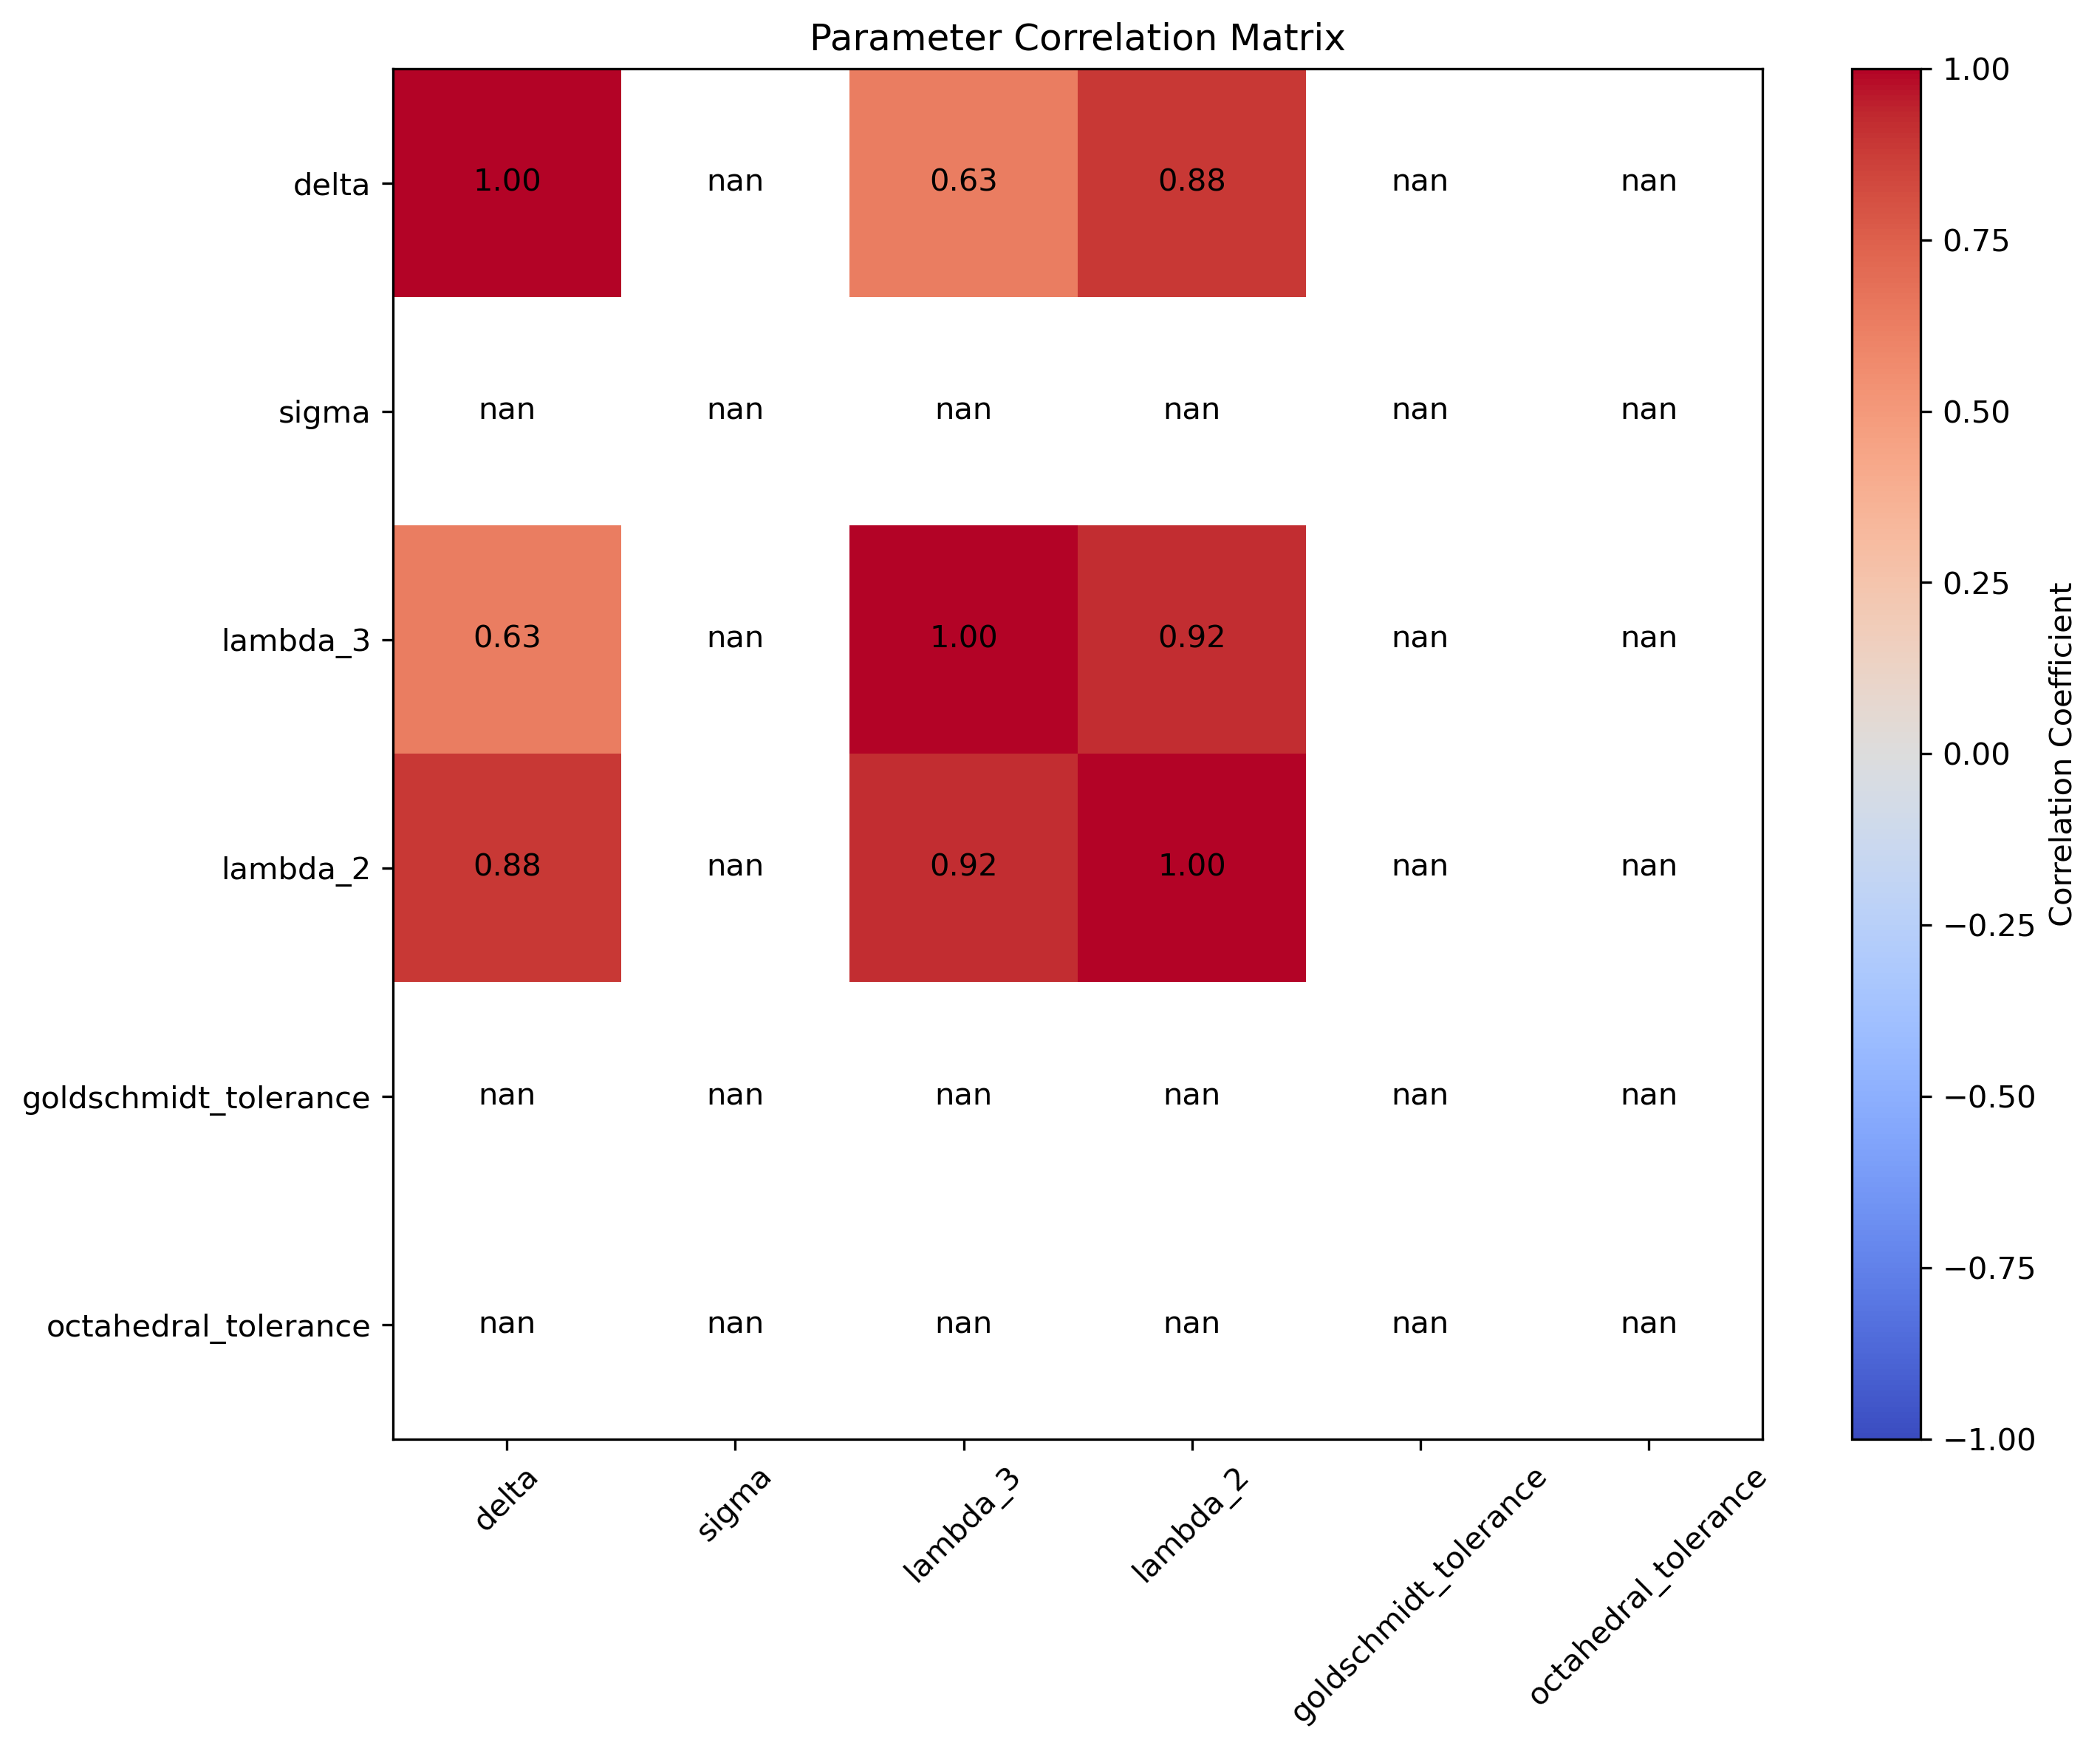 Parameter Correlation Matrix
delta 1.00 nan 0.63 0.88 nan nan
sigma nan nan nan nan nan nan
lambda_3 0.63 nan 1.00 0.92 nan nan
lambda_2 0.88 nan 0.92 1.00 nan nan
goldschmidt_tolerance nan nan nan nan nan nan
octahedral_tolerance nan nan nan nan nan nan
delta sigma lambda_3 lambda_2 goldschmidt_tolerance octahedral_tolerance
1.00
0.75
0.50
0.25
0.00
−0.25
−0.50
−0.75
−1.00
Correlation Coefficient